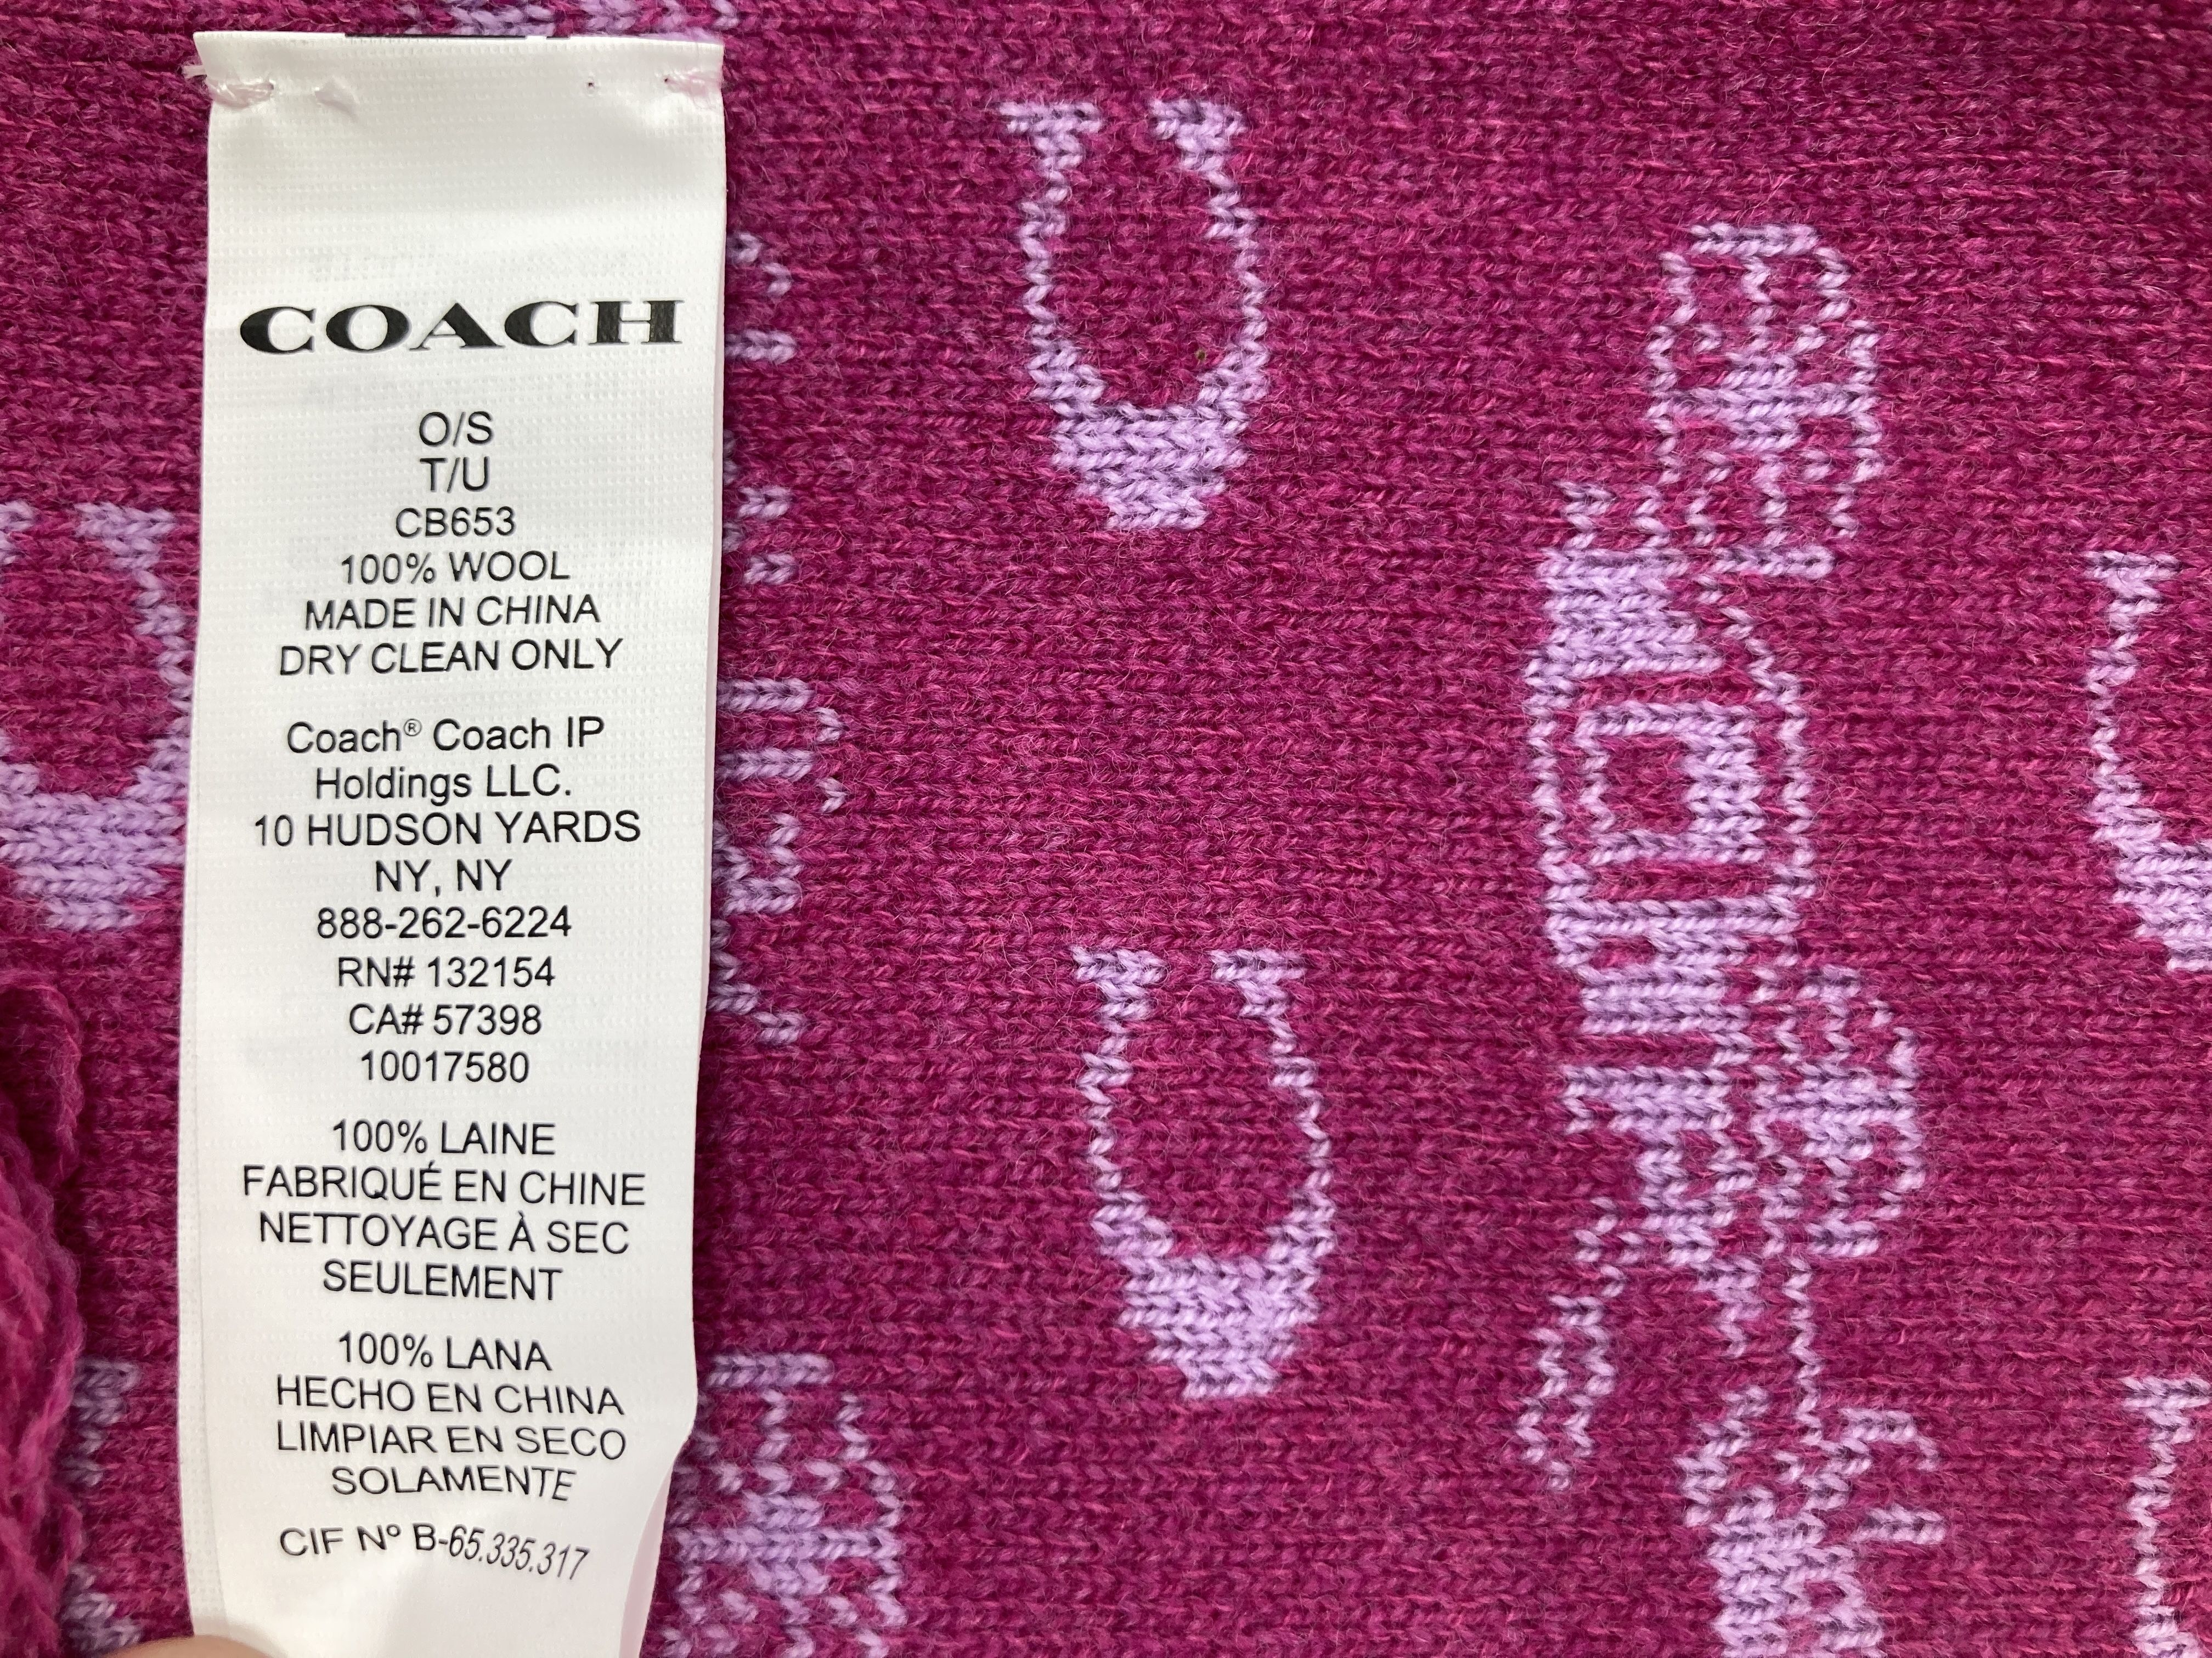 COACH
O/S
T/U
CB653
100% WOOL
MADE IN CHINA
DRY CLEAN ONLY
Coach® Coach IP
Holdings LLC.
10 HUDSON YARDS
NY, NY
888-262-6224
RN# 132154
CA# 57398
10017580
100% LAINE
FABRIQUÉ EN CHINE
NETTOYAGE À SEC
SEULEMENT
100% LANA
HECHO EN CHINA
LIMPIAR EN SECO
SOLAMENTE
CIF Nº B-65.335.317